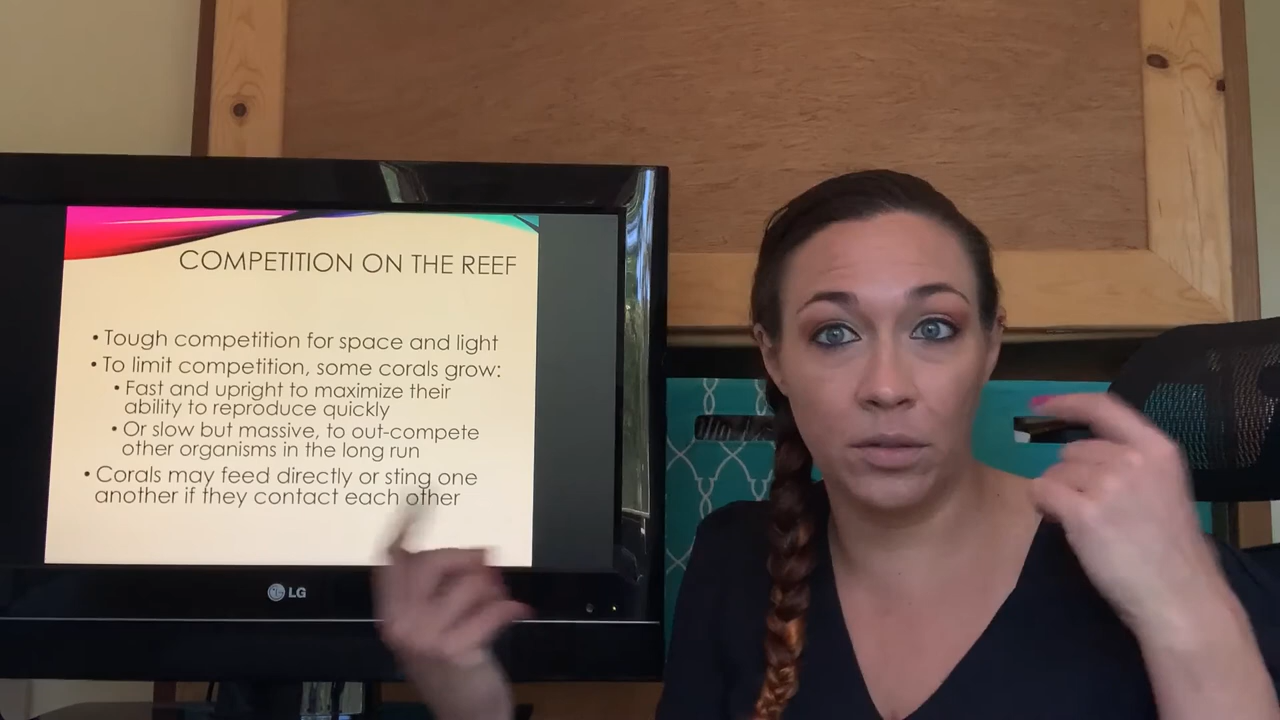 COMPETITION ON THE REEF
• Tough competition for space and light
• To limit competition, some corals grow:
• Fast and upright to maximize their
ability to reproduce quickly
• Or slow but massive, to out-compete
other organisms in the long run
• Corals may feed directly or sting one
another if they contact each other
LG